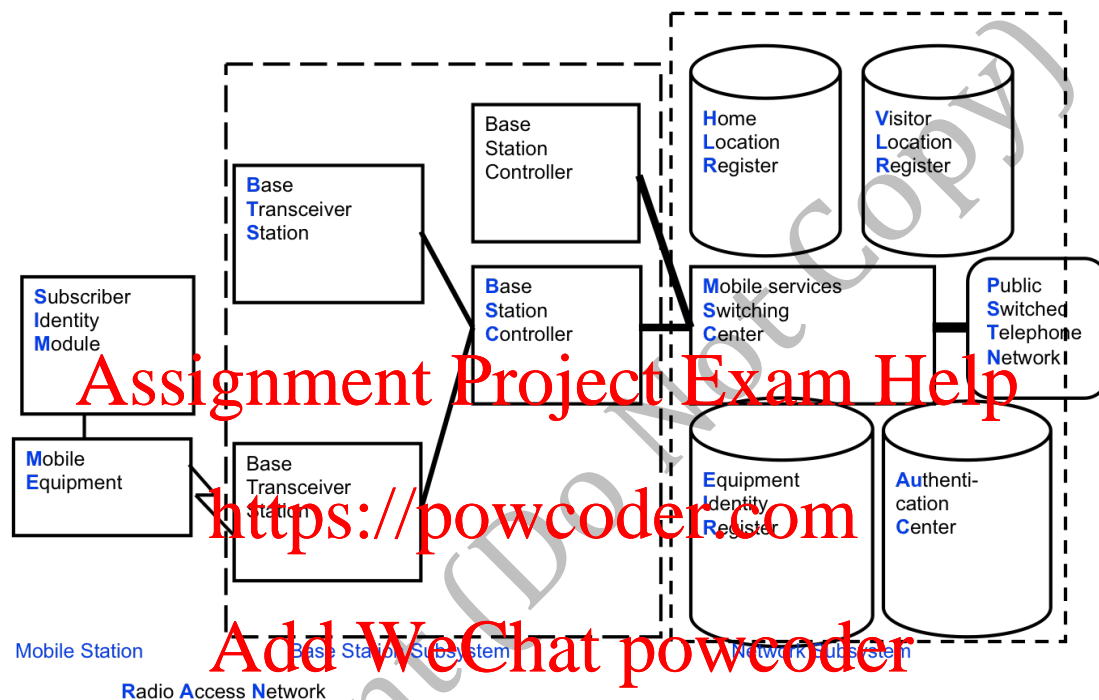 Home
Location
Register
Visitor
Location
Register
Base
Station
Controller
Base
Transceiver
Station
Subscriber
Identity
Module
Base
Station
Controller
Mobile services
Switching
Center
Public
Switched
Telephone
Network
Assignment Project Exam Help
Mobile
Equipment
Base
Transceiver
Station
Equipment
Identity
Register
Authenti-
cation
Center
https://powcoder.com
Mobile Station
Base Station Subsystem
Network Subsystem
Add WeChat powcoder
Radio Access Network
(Do Not Copy)